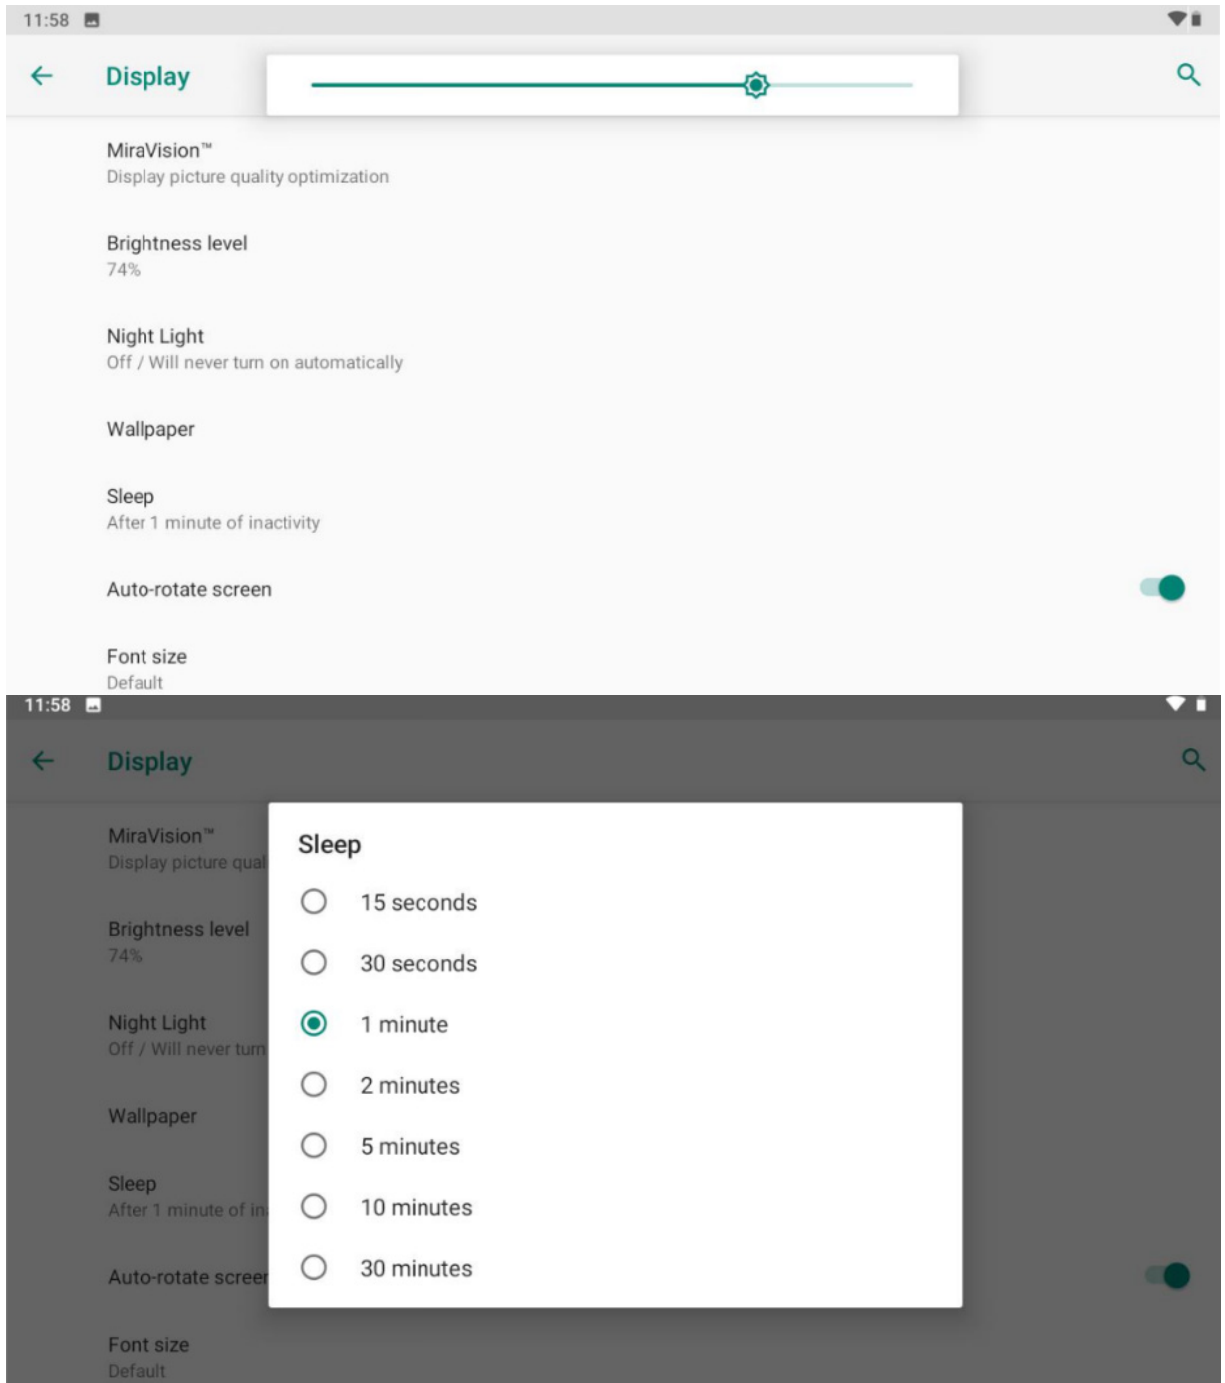 11:58
Display
MiraVision™
Display picture quality optimization
Brightness level
74%
Night Light
Off / Will never turn on automatically
Wallpaper
Sleep
After 1 minute of inactivity
Auto-rotate screen
Font size
Default
11:58
Display
MiraVision™
Display picture qual
Brightness level
74%
Night Light
Off / Will never turn
Wallpaper
Sleep
After 1 minute of in
Auto-rotate screen
Font size
Default
Sleep
15 seconds
30 seconds
1 minute
2 minutes
5 minutes
10 minutes
30 minutes